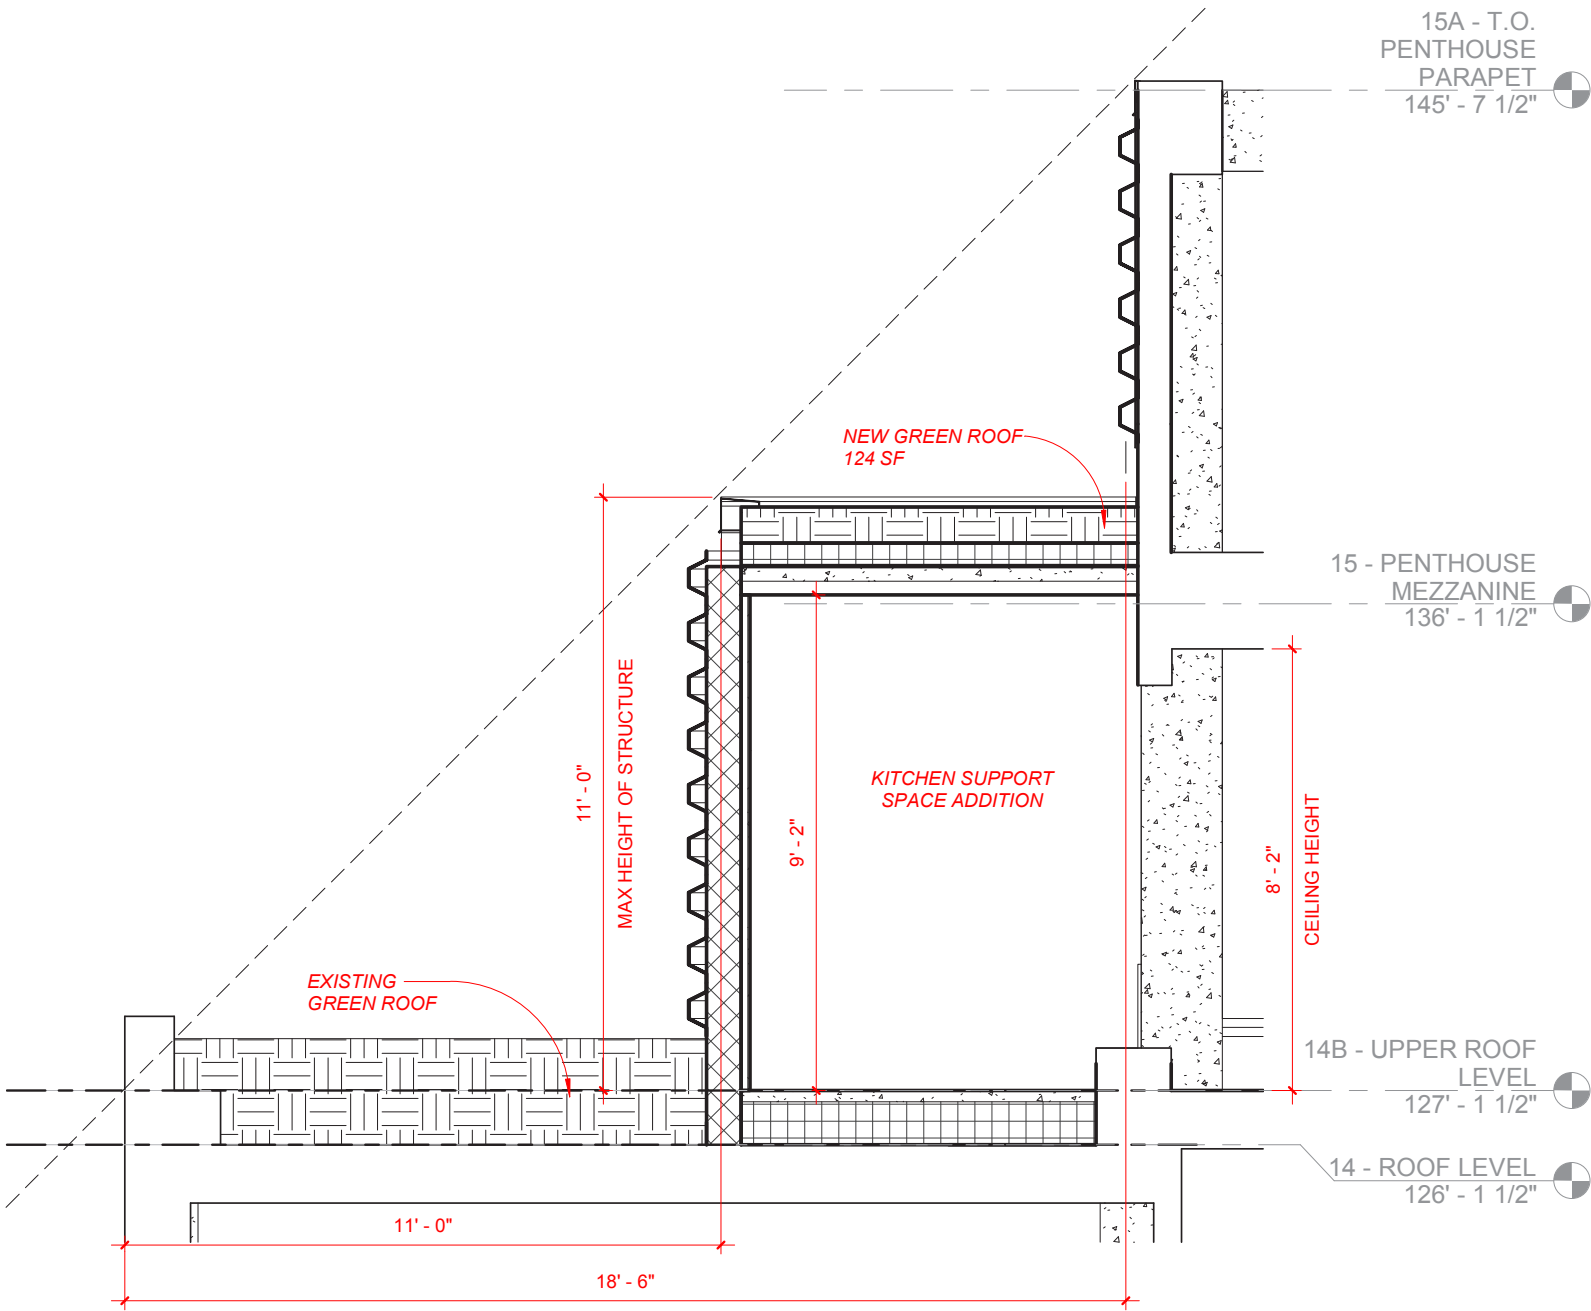 15A - T.O.
PENTHOUSE
PARAPET
145' - 7 1/2"
NEW GREEN ROOF
124 SF
15 - PENTHOUSE
MEZZANINE
136' - 1 1/2"
11' - 0"
MAX HEIGHT OF STRUCTURE
KITCHEN SUPPORT
SPACE ADDITION
9' - 2"
8' - 2"
CEILING HEIGHT
EXISTING
GREEN ROOF
14B - UPPER ROOF
LEVEL
127' - 1 1/2"
14 - ROOF LEVEL
126' - 1 1/2"
11' - 0"
18' - 6"